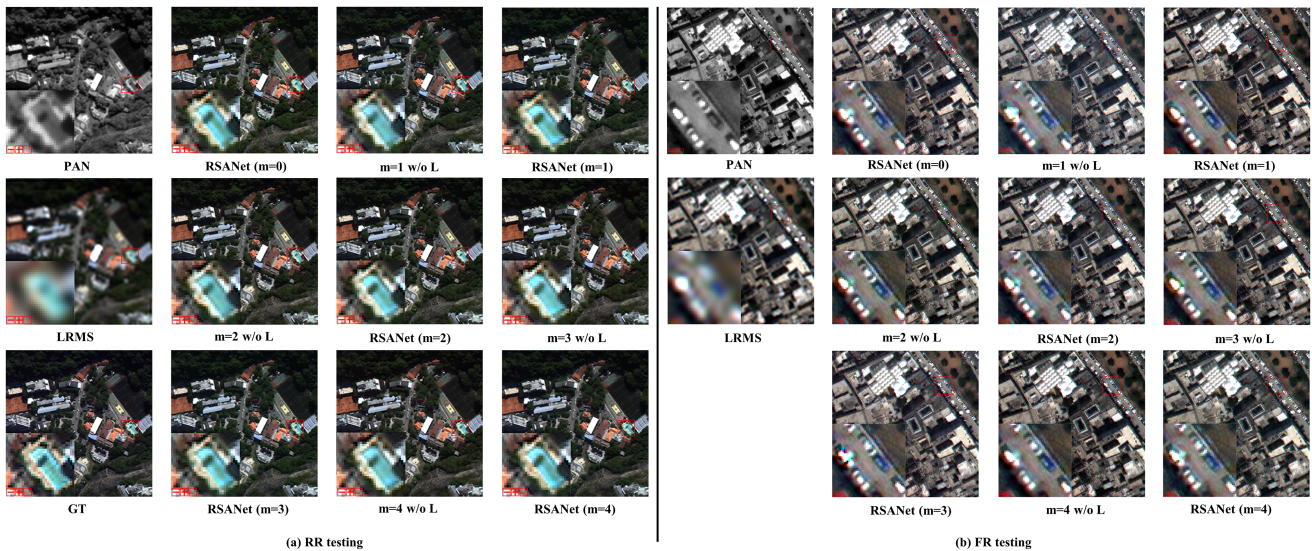 PAN RSANet (m=0) m=1 w/o L RSANet (m=1)
LRMS m=2 w/o L RSANet (m=2) m=3 w/o L
GT RSANet (m=3) m=4 w/o L RSANet (m=4)
(a) RR testing
PAN RSANet (m=0) m=1 w/o L RSANet (m=1)
LRMS m=2 w/o L RSANet (m=2) m=3 w/o L
RSANet (m=3) m=4 w/o L RSANet (m=4)
(b) FR testing